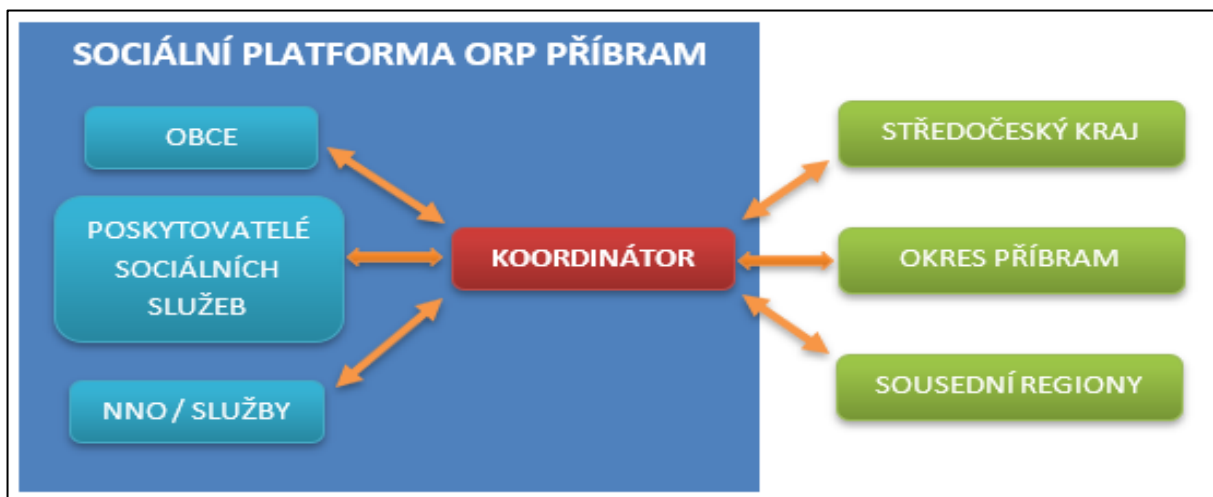 SOCIÁLNÍ PLATFORMA ORP PŘÍBRAM
OBCE
POSKYTOVATELÉ
SOCIÁLNÍCH
SLUŽEB
NNO / SLUŽBY
KOORDINÁTOR
STŘEDOČESKÝ KRAJ
OKRES PŘÍBRAM
SOUSEDNÍ REGIONY